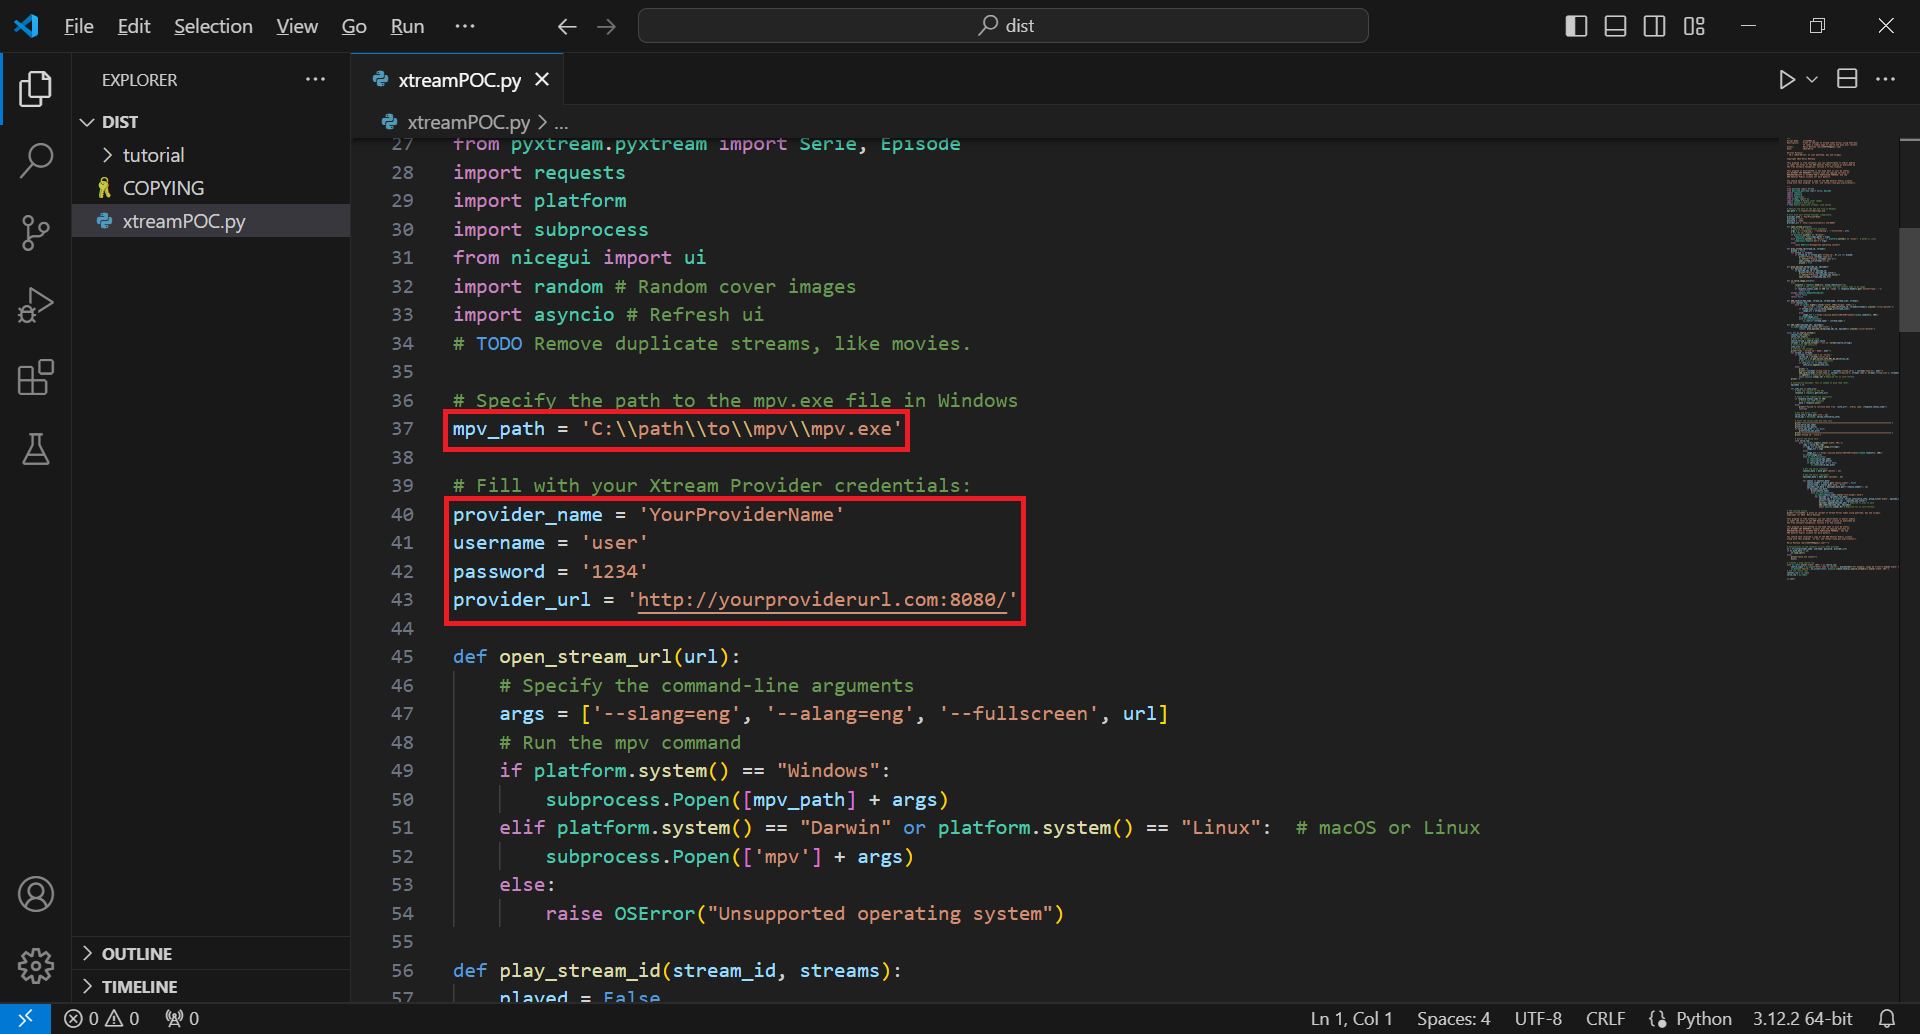 File Edit Selection View Go Run ··· dist
EXPLORER ···
DIST
tutorial
COPYING
xtreamPOC.py
xtreamPOC.py
xtreamPOC.py > ...
27 from pyxtream.pyxtream import Serie, Episode
28 import requests
29 import platform
30 import subprocess
31 from nicegui import ui
32 import random # Random cover images
33 import asyncio # Refresh ui
34 # TODO Remove duplicate streams, like movies.
35
36 # Specify the path to the mpv.exe file in Windows
37 mpv_path = 'C:\\path\\to\\mpv\\mpv.exe'
38
39 # Fill with your Xtream Provider credentials:
40 provider_name = 'YourProviderName'
41 username = 'user'
42 password = '1234'
43 provider_url = 'http://yourproviderurl.com:8080/'
44
45 def open_stream_url(url):
46 # Specify the command-line arguments
47 args = ['--slang=eng', '--alang=eng', '--fullscreen', url]
48 # Run the mpv command
49 if platform.system() == "Windows":
50 subprocess.Popen([mpv_path] + args)
51 elif platform.system() == "Darwin" or platform.system() == "Linux": # macOS or Linux
52 subprocess.Popen(['mpv'] + args)
53 else:
54 raise OSError("Unsupported operating system")
55
56 def play_stream_id(stream_id, streams):
57 played = False
OUTLINE
TIMELINE
0 0 0 Ln 1, Col 1 Spaces: 4 UTF-8 CRLF Python 3.12.2 64-bit